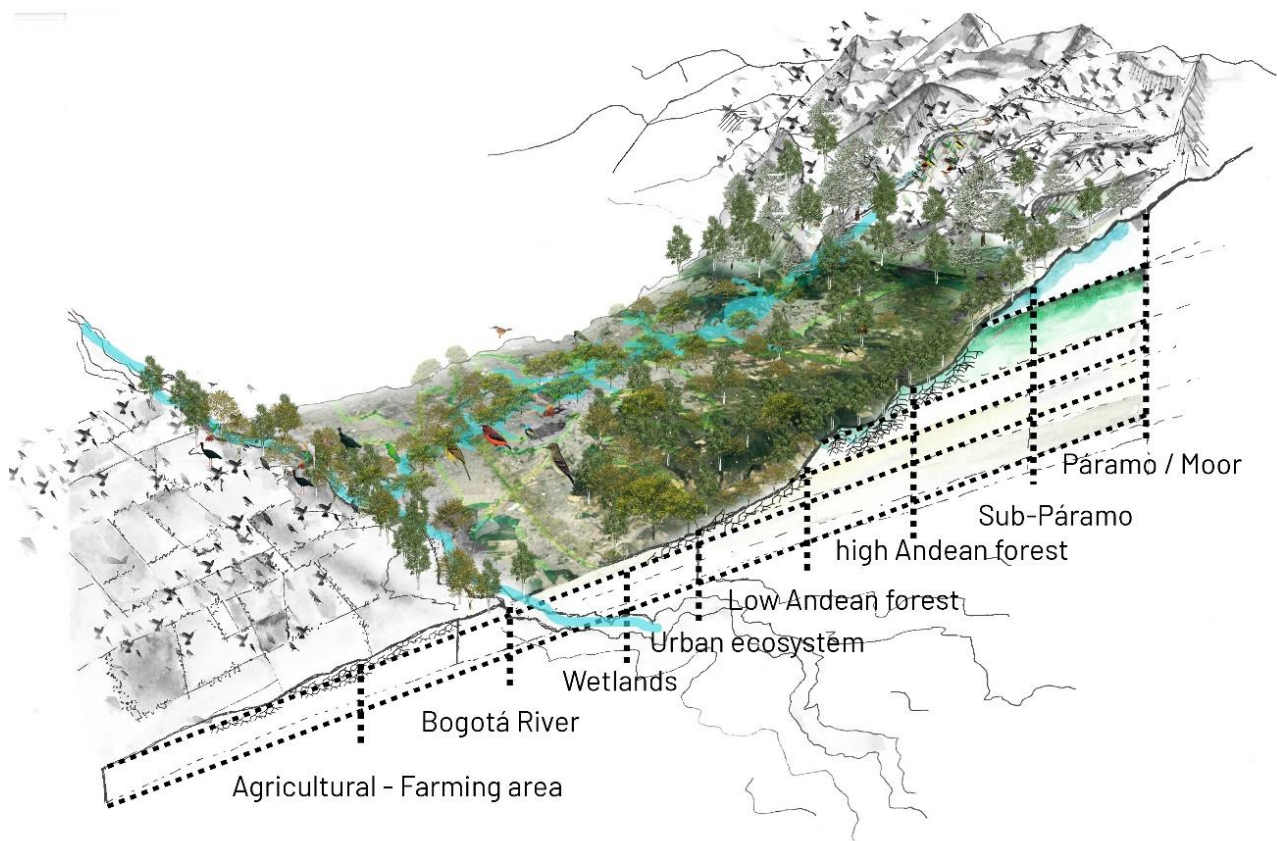 Páramo / Moor
Sub-Páramo
high Andean forest
Low Andean forest
Urban ecosystem
Wetlands
Bogotá River
Agricultural - Farming area